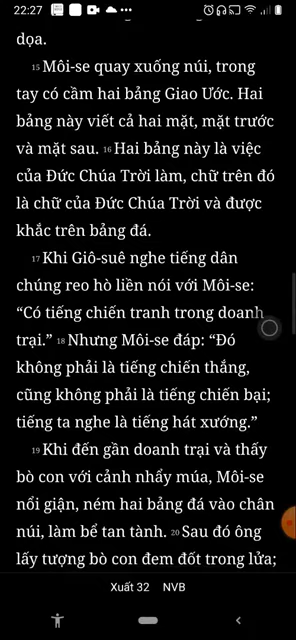 22:27
dọa.
15 Môi-se quay xuống núi, trong
tay có cầm hai bảng Giao Ước. Hai
bảng này viết cả hai mặt, mặt trước
và mặt sau. 16 Hai bảng này là việc
của Đức Chúa Trời làm, chữ trên đó
là chữ của Đức Chúa Trời và được
khắc trên bảng đá.
17 Khi Giô-suê nghe tiếng dân
chúng reo hò liền nói với Môi-se:
“Có tiếng chiến tranh trong doanh
trại.” 18 Nhưng Môi-se đáp: “Đó
không phải là tiếng chiến thắng,
cũng không phải là tiếng chiến bại;
tiếng ta nghe là tiếng hát xướng.”
19 Khi đến gần doanh trại và thấy
bò con với cảnh nhẩy múa, Môi-se
nổi giận, ném hai bảng đá vào chân
núi, làm bể tan tành. 20 Sau đó ông
lấy tượng bò con đem đốt trong lửa;
Xuất 32 NVB